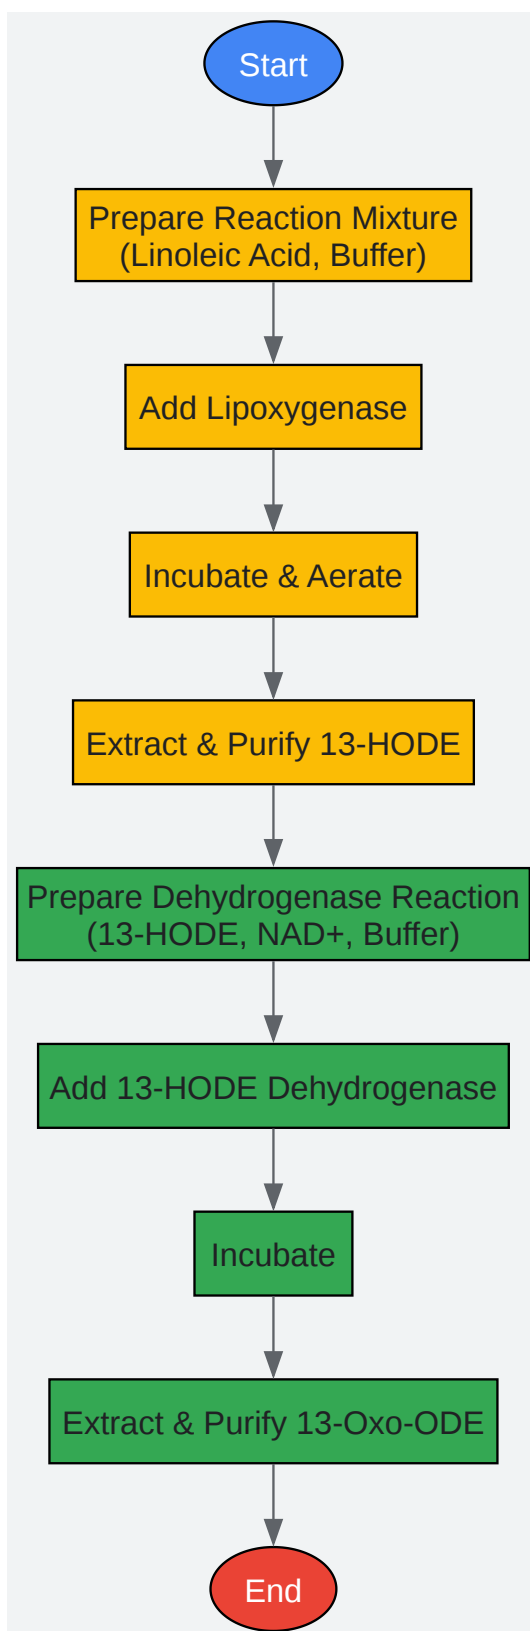 Start
Prepare Reaction Mixture
(Linoleic Acid, Buffer)
Add Lipoxygenase
Incubate & Aerate
Extract & Purify 13-HODE
Prepare Dehydrogenase Reaction
(13-HODE, NAD+, Buffer)
Add 13-HODE Dehydrogenase
Incubate
Extract & Purify 13-Oxo-ODE
End